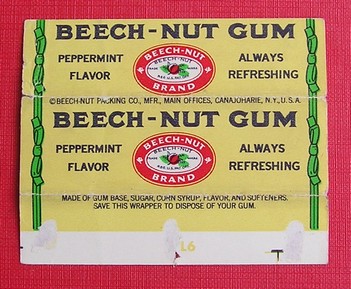 BEECH-NUT GUM
PEPPERMINT FLAVOR
BEECH-NUT
BRAND
ALWAYS REFRESHING
©BEECH-NUT PACKING CO., MFR., MAIN OFFICES, CANAJOHARIE, N.Y., U.S.A.
BEECH-NUT GUM
PEPPERMINT FLAVOR
BEECH-NUT
BRAND
ALWAYS REFRESHING
MADE OF GUM BASE, SUGAR, CORN SYRUP, FLAVOR, AND SOFTENERS.
SAVE THIS WRAPPER TO DISPOSE OF YOUR GUM.
L6
T